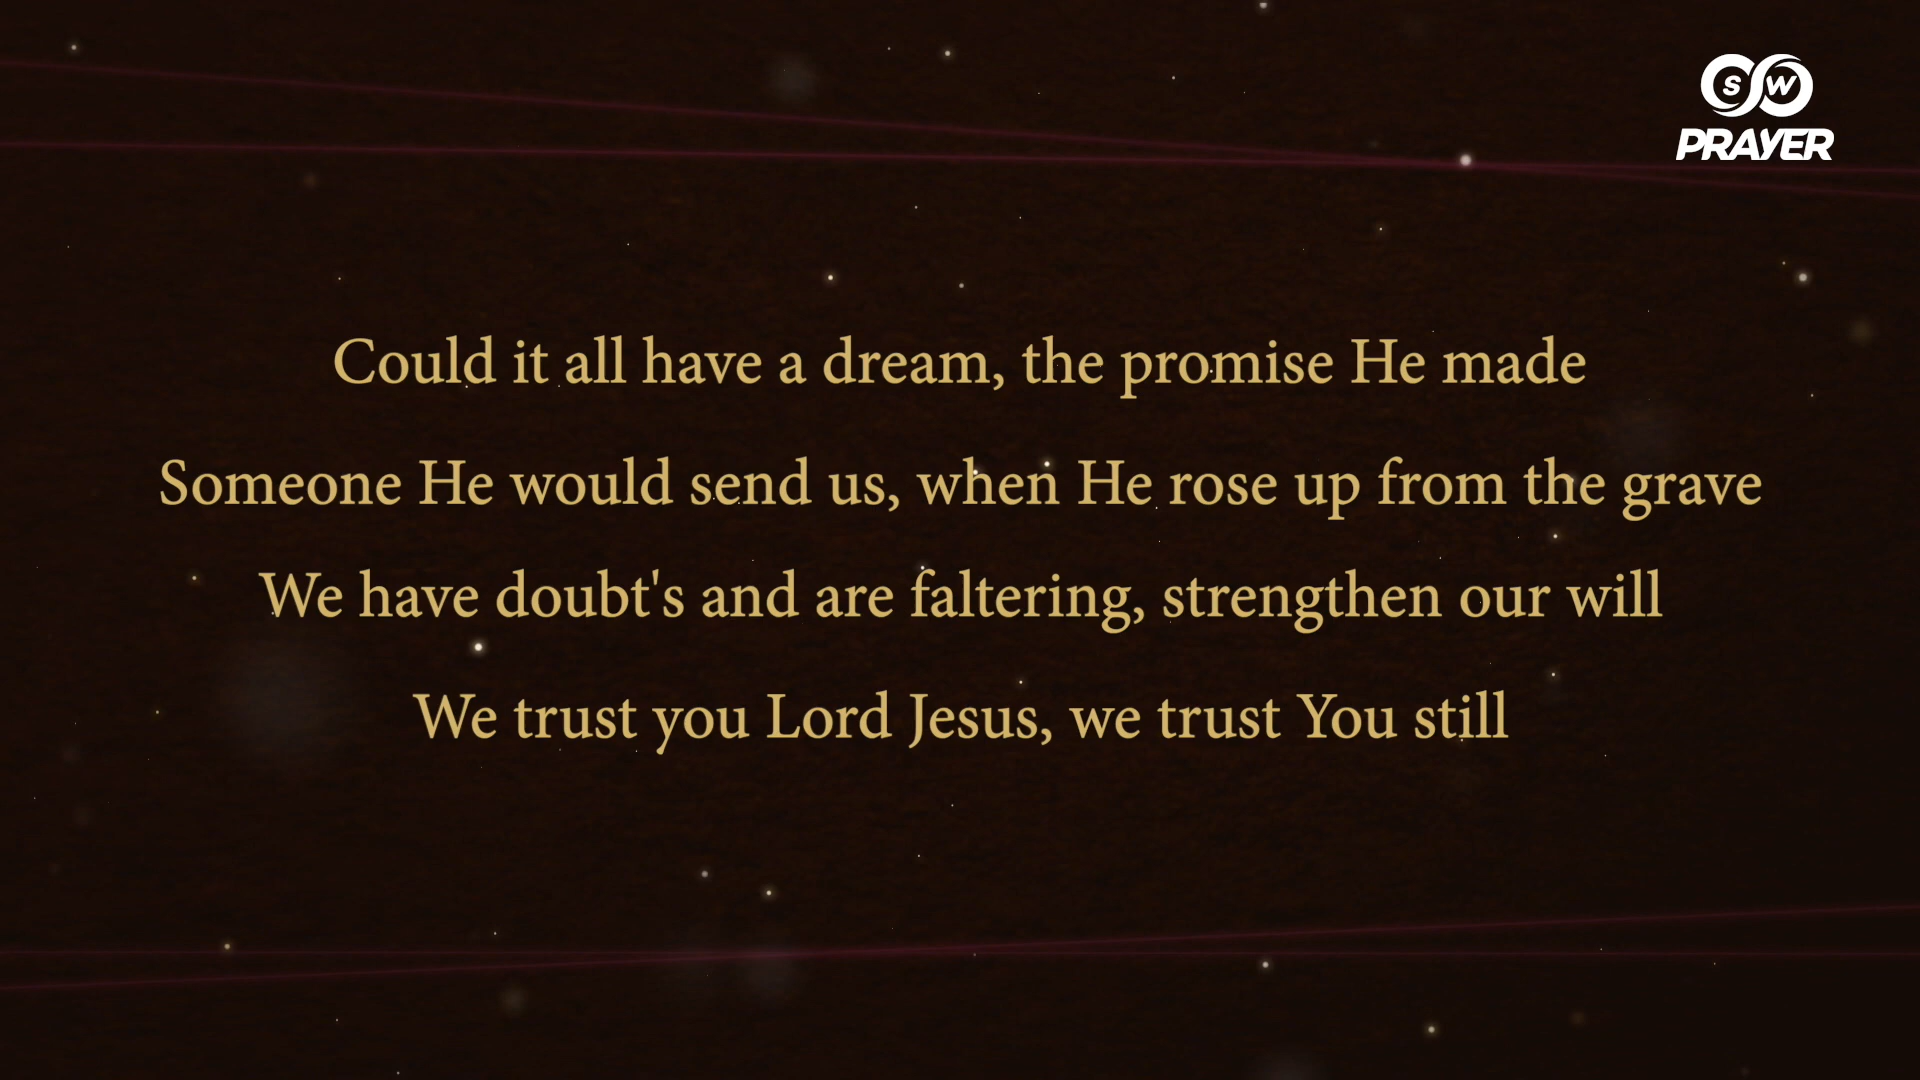 SW
PRAYER
Could it all have a dream, the promise He made
Someone He would send us, when He rose up from the grave
We have doubt's and are faltering, strengthen our will
We trust you Lord Jesus, we trust You still